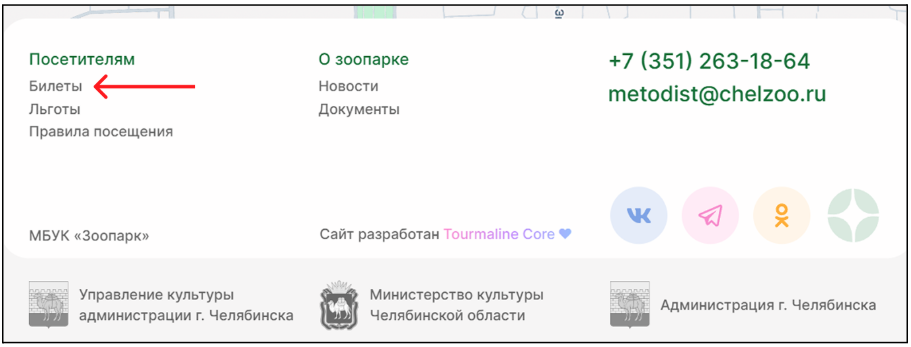 Посетителям
Билеты
Льготы
Правила посещения
О зоопарке
Новости
Документы
+7 (351) 263-18-64
metodist@chelzoo.ru
МБУК «Зоопарк»
Сайт разработан Tourmaline Core
Управление культуры
администрации г. Челябинска
Министерство культуры
Челябинской области
Администрация г. Челябинска